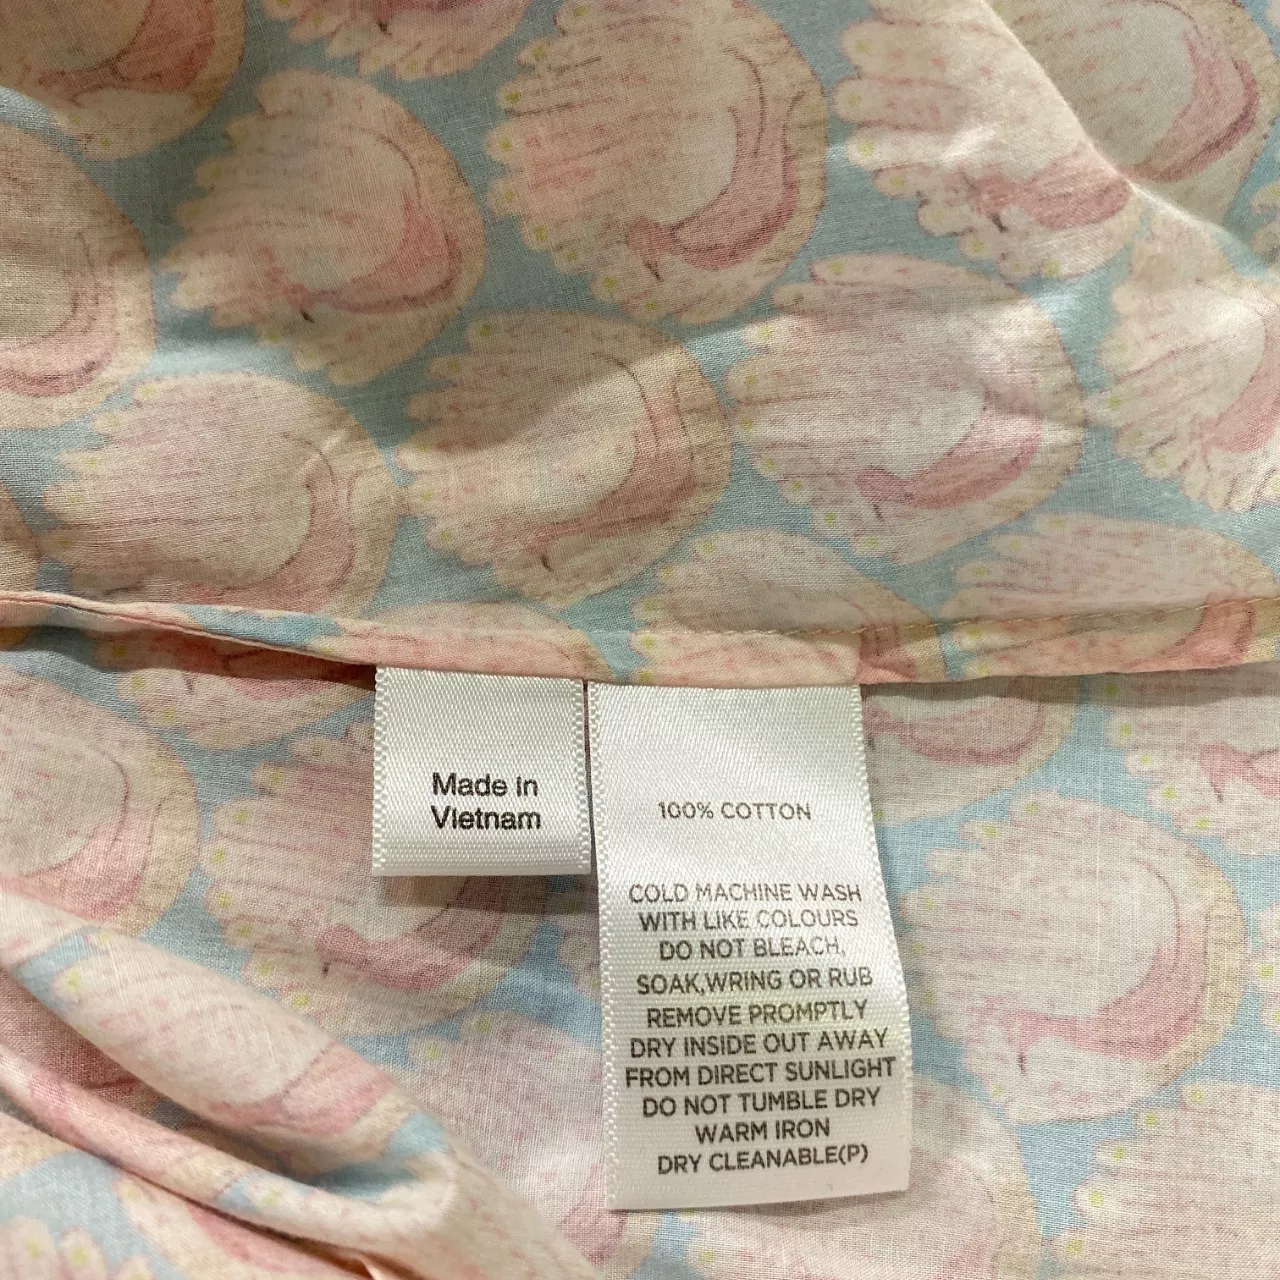 Made in
Vietnam
100% COTTON
COLD MACHINE WASH
WITH LIKE COLOURS
DO NOT BLEACH,
SOAK,WRING OR RUB
REMOVE PROMPTLY
DRY INSIDE OUT AWAY
FROM DIRECT SUNLIGHT
DO NOT TUMBLE DRY
WARM IRON
DRY CLEANABLE(P)